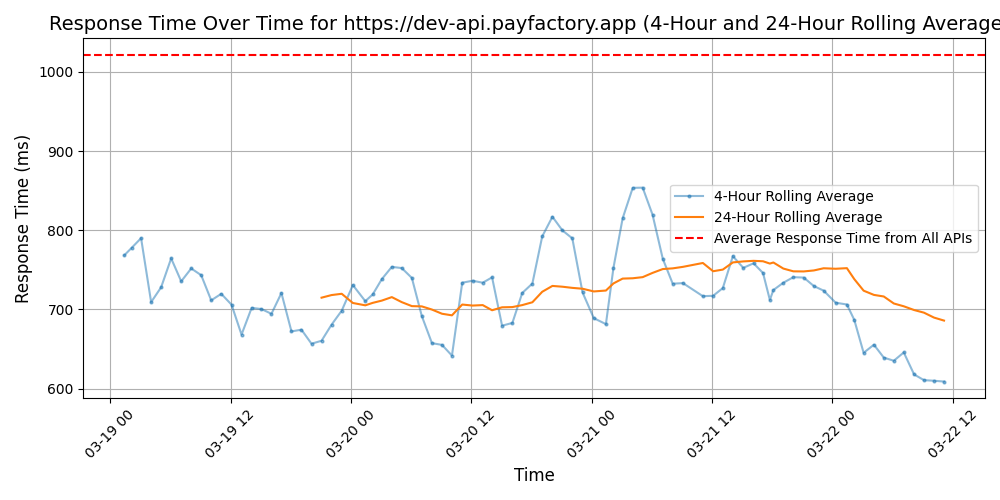 Response Time Over Time for https://dev-api.payfactory.app (4-Hour and 24-Hour Rolling Average
Response Time (ms)
1000
900
800
700
600
4-Hour Rolling Average
24-Hour Rolling Average
Average Response Time from All APIs
03-19 00
03-19 12
03-20 00
03-20 12
03-21 00
03-21 12
03-22 00
03-22 12
Time